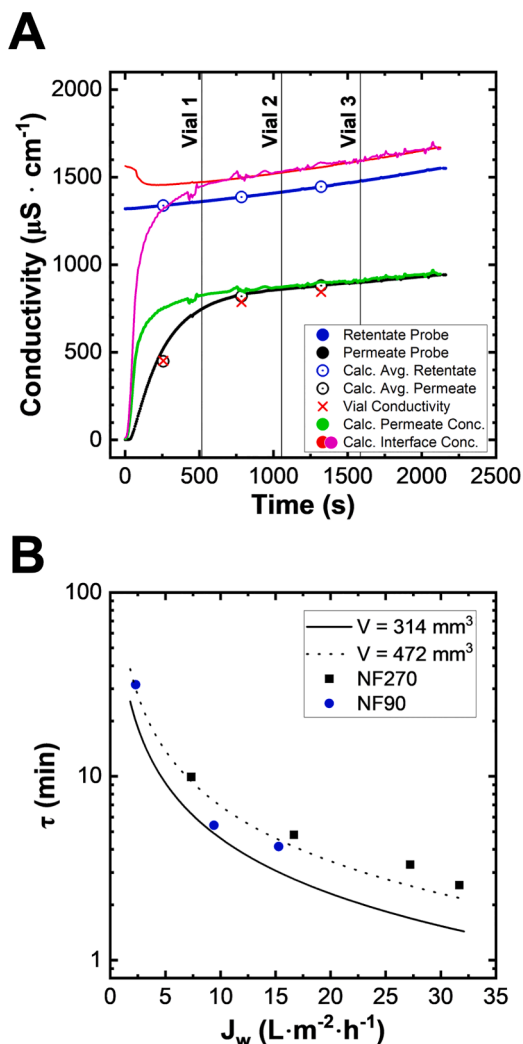 A
2000
1500
1000
500
0
Conductivity (μS · cm⁻¹)
Vial 1
Vial 2
Vial 3
Retentate Probe
Permeate Probe
Calc. Avg. Retentate
Calc. Avg. Permeate
Vial Conductivity
Calc. Permeate Conc.
Calc. Interface Conc.
0 500 1000 1500 2000 2500
Time (s)
B
100
10
1
τ (min)
V = 314 mm³
V = 472 mm³
NF270
NF90
0 5 10 15 20 25 30 35
J_w (L·m⁻²·h⁻¹)